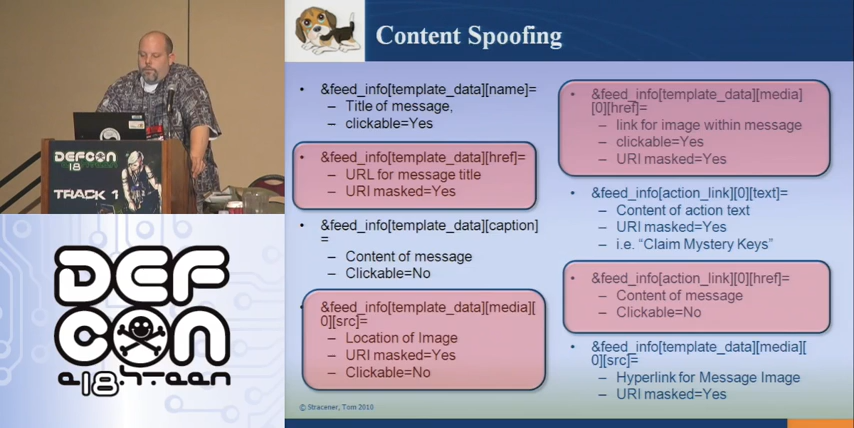 Content Spoofing
• &feed_info[template_data][name]=
– Title of message,
– clickable=Yes
• &feed_info[template_data][href]=
– URL for message title
– URI masked=Yes
• &feed_info[template_data][caption]
=
– Content of message
– Clickable=No
• &feed_info[template_data][media][
0][src]=
– Location of Image
– URI masked=Yes
– Clickable=No
© Stracener, Tom 2010
• &feed_info[template_data][media]
[0][href]=
– link for image within message
– clickable=Yes
– URI masked=Yes
• &feed_info[action_link][0][text]=
– Content of action text
– URI masked=Yes
– i.e. “Claim Mystery Keys”
• &feed_info[action_link][0][href]=
– Content of message
– Clickable=No
• &feed_info[template_data][media][
0][src]=
– Hyperlink for Message Image
– URI masked=Yes
DEFCON
18
TRACK 1
DEF
CON
e18hteen